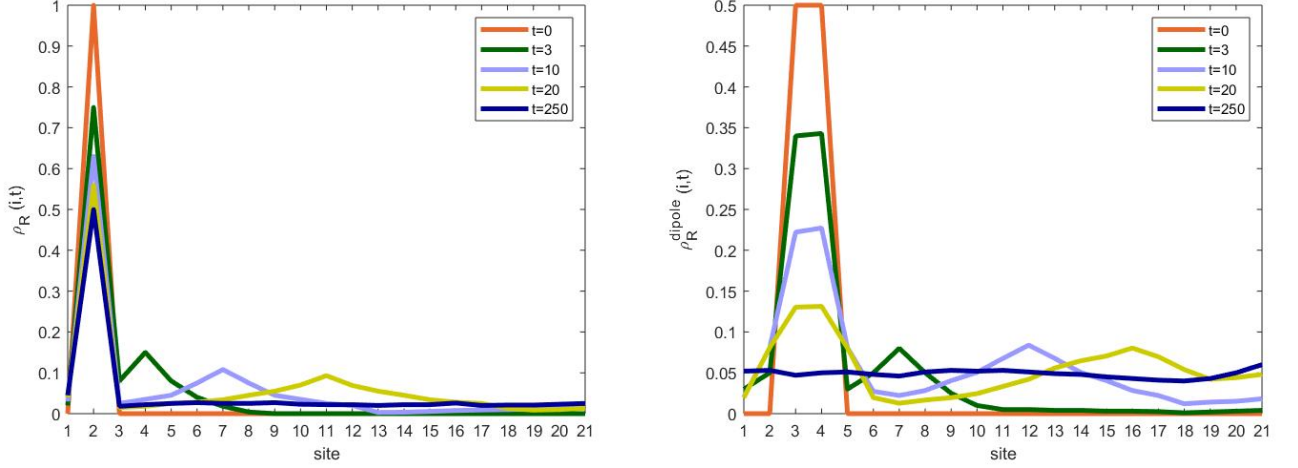 1
0.9
0.8
0.7
0.6
0.5
0.4
0.3
0.2
0.1
0
ρ_R (i,t)
t=0
t=3
t=10
t=20
t=250
1 2 3 4 5 6 7 8 9 10 11 12 13 14 15 16 17 18 19 20 21
site
0.5
0.45
0.4
0.35
0.3
0.25
0.2
0.15
0.1
0.05
0
ρ_R^dipole (i,t)
t=0
t=3
t=10
t=20
t=250
1 2 3 4 5 6 7 8 9 10 11 12 13 14 15 16 17 18 19 20 21
site